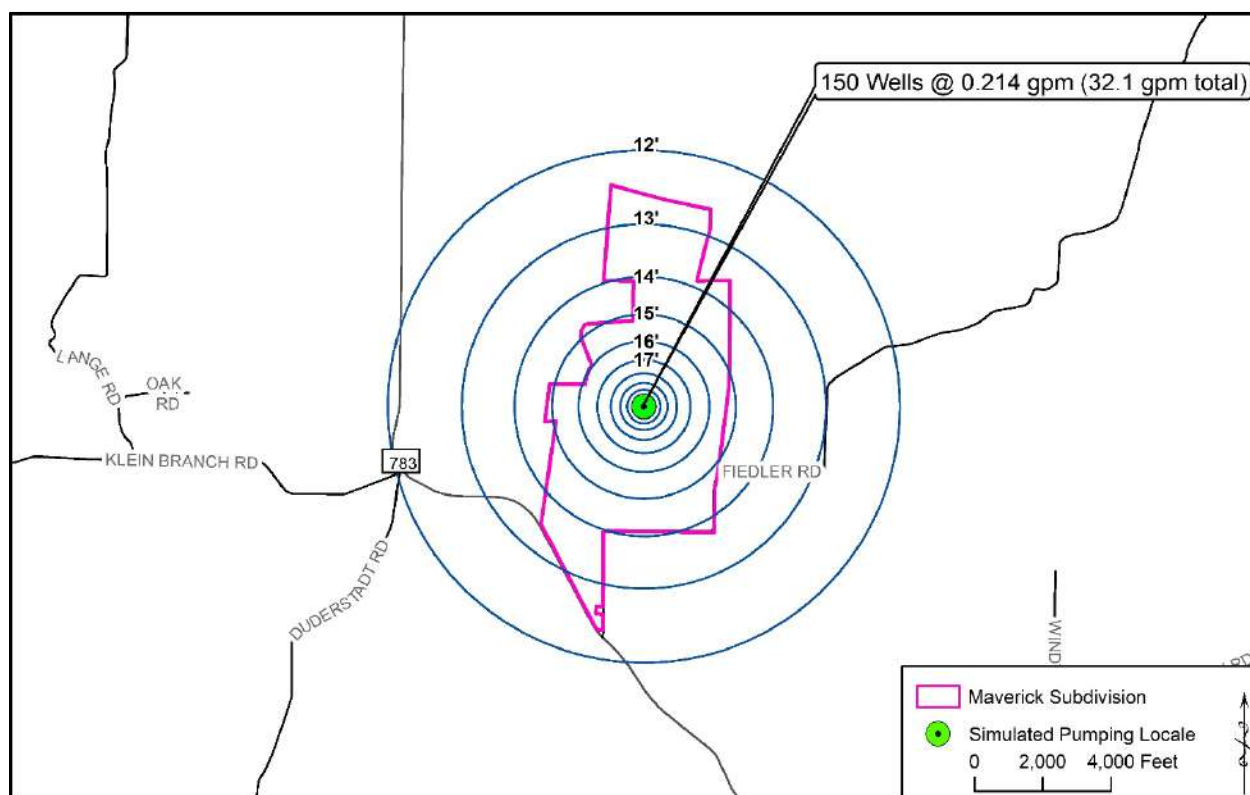 150 Wells @ 0.214 gpm (32.1 gpm total)
12'
13'
14'
15'
16'
17'
LANGE RD
OAK
RD
KLEIN BRANCH RD
783
FIEDLER RD
DUDERSTADT RD
WIND
RD
Maverick Subdivision
Simulated Pumping Locale
0 2,000 4,000 Feet